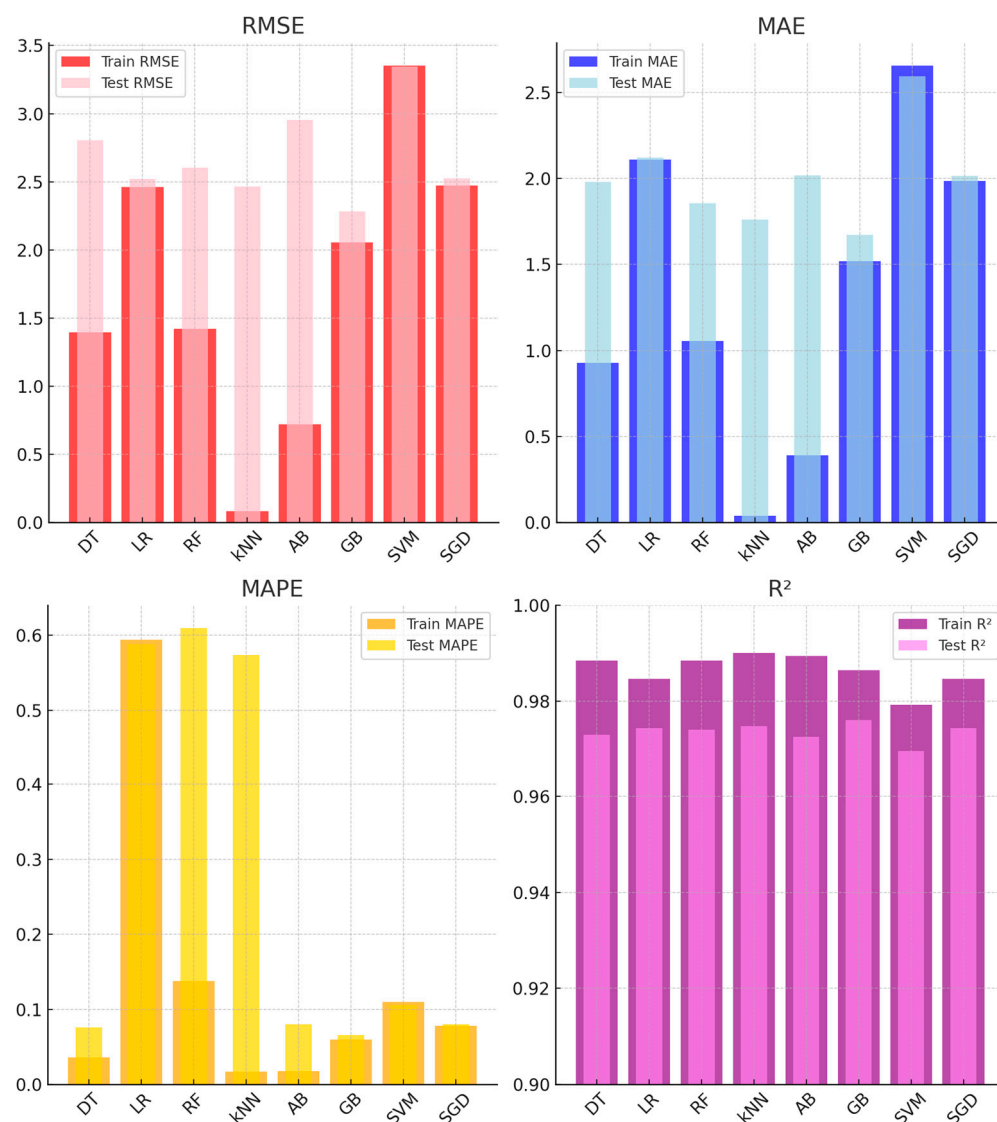 RMSE
Train RMSE
Test RMSE
3.5
3.0
2.5
2.0
1.5
1.0
0.5
0.0
DT LR RF kNN AB GB SVM SGD
MAE
Train MAE
Test MAE
2.5
2.0
1.5
1.0
0.5
0.0
DT LR RF kNN AB GB SVM SGD
MAPE
Train MAPE
Test MAPE
0.6
0.5
0.4
0.3
0.2
0.1
0.0
DT LR RF kNN AB GB SVM SGD
R²
Train R²
Test R²
1.00
0.98
0.96
0.94
0.92
0.90
DT LR RF kNN AB GB SVM SGD